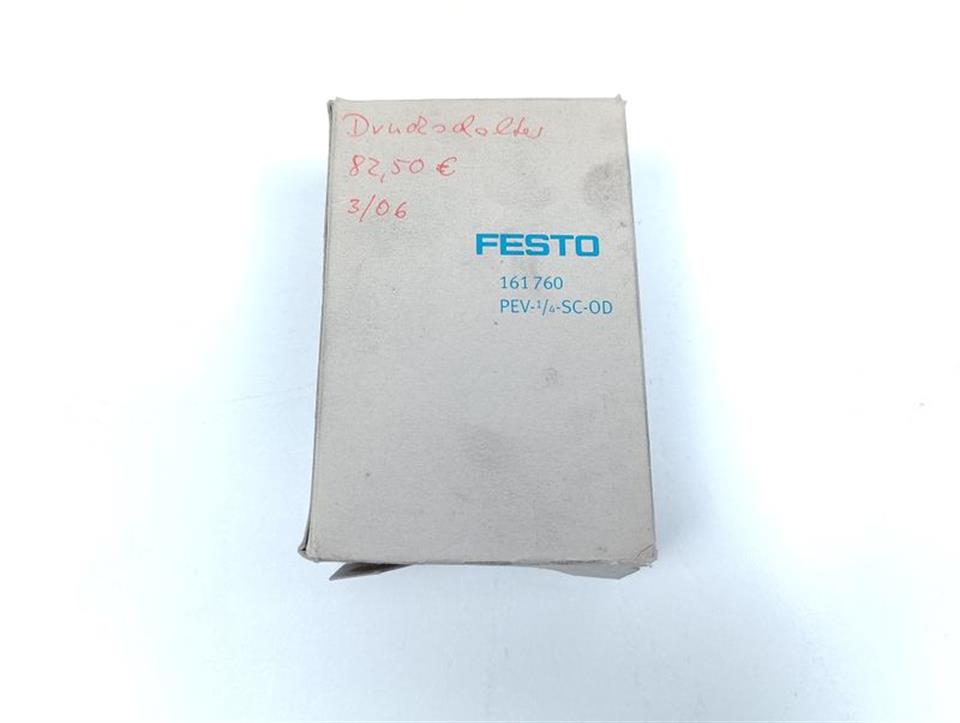 Druckschalter
82,50 €
3/06
FESTO
161 760
PEV-¹/₄-SC-OD